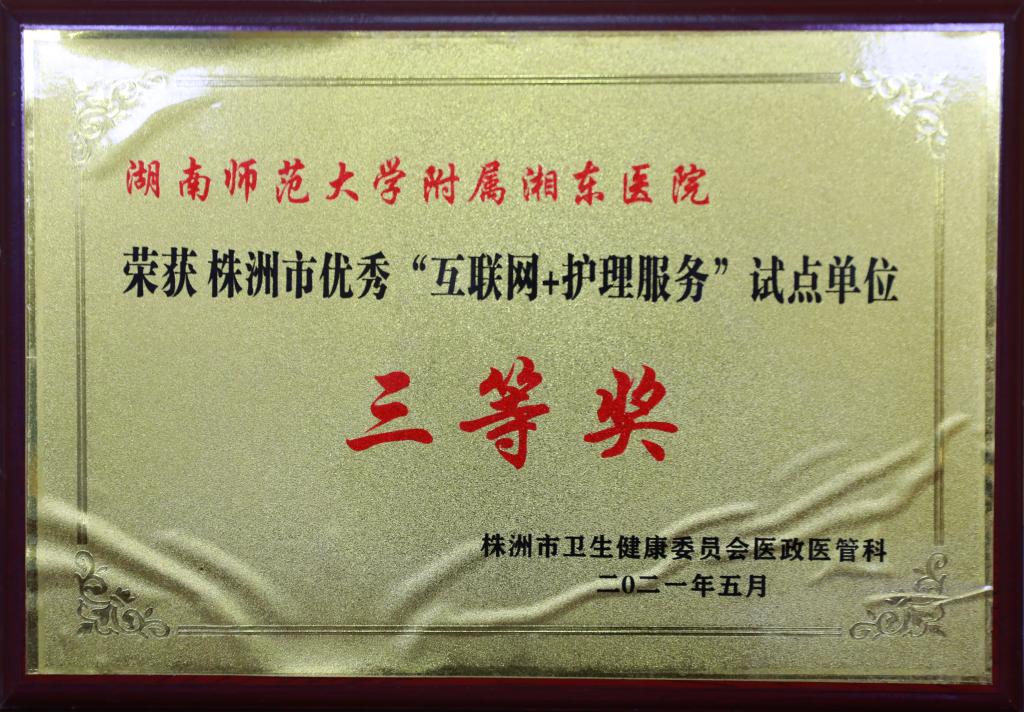 湖南师范大学附属湘东医院
荣获 株洲市优秀“互联网+护理服务”试点单位
三等奖
株洲市卫生健康委员会医政医管科
二〇二一年五月